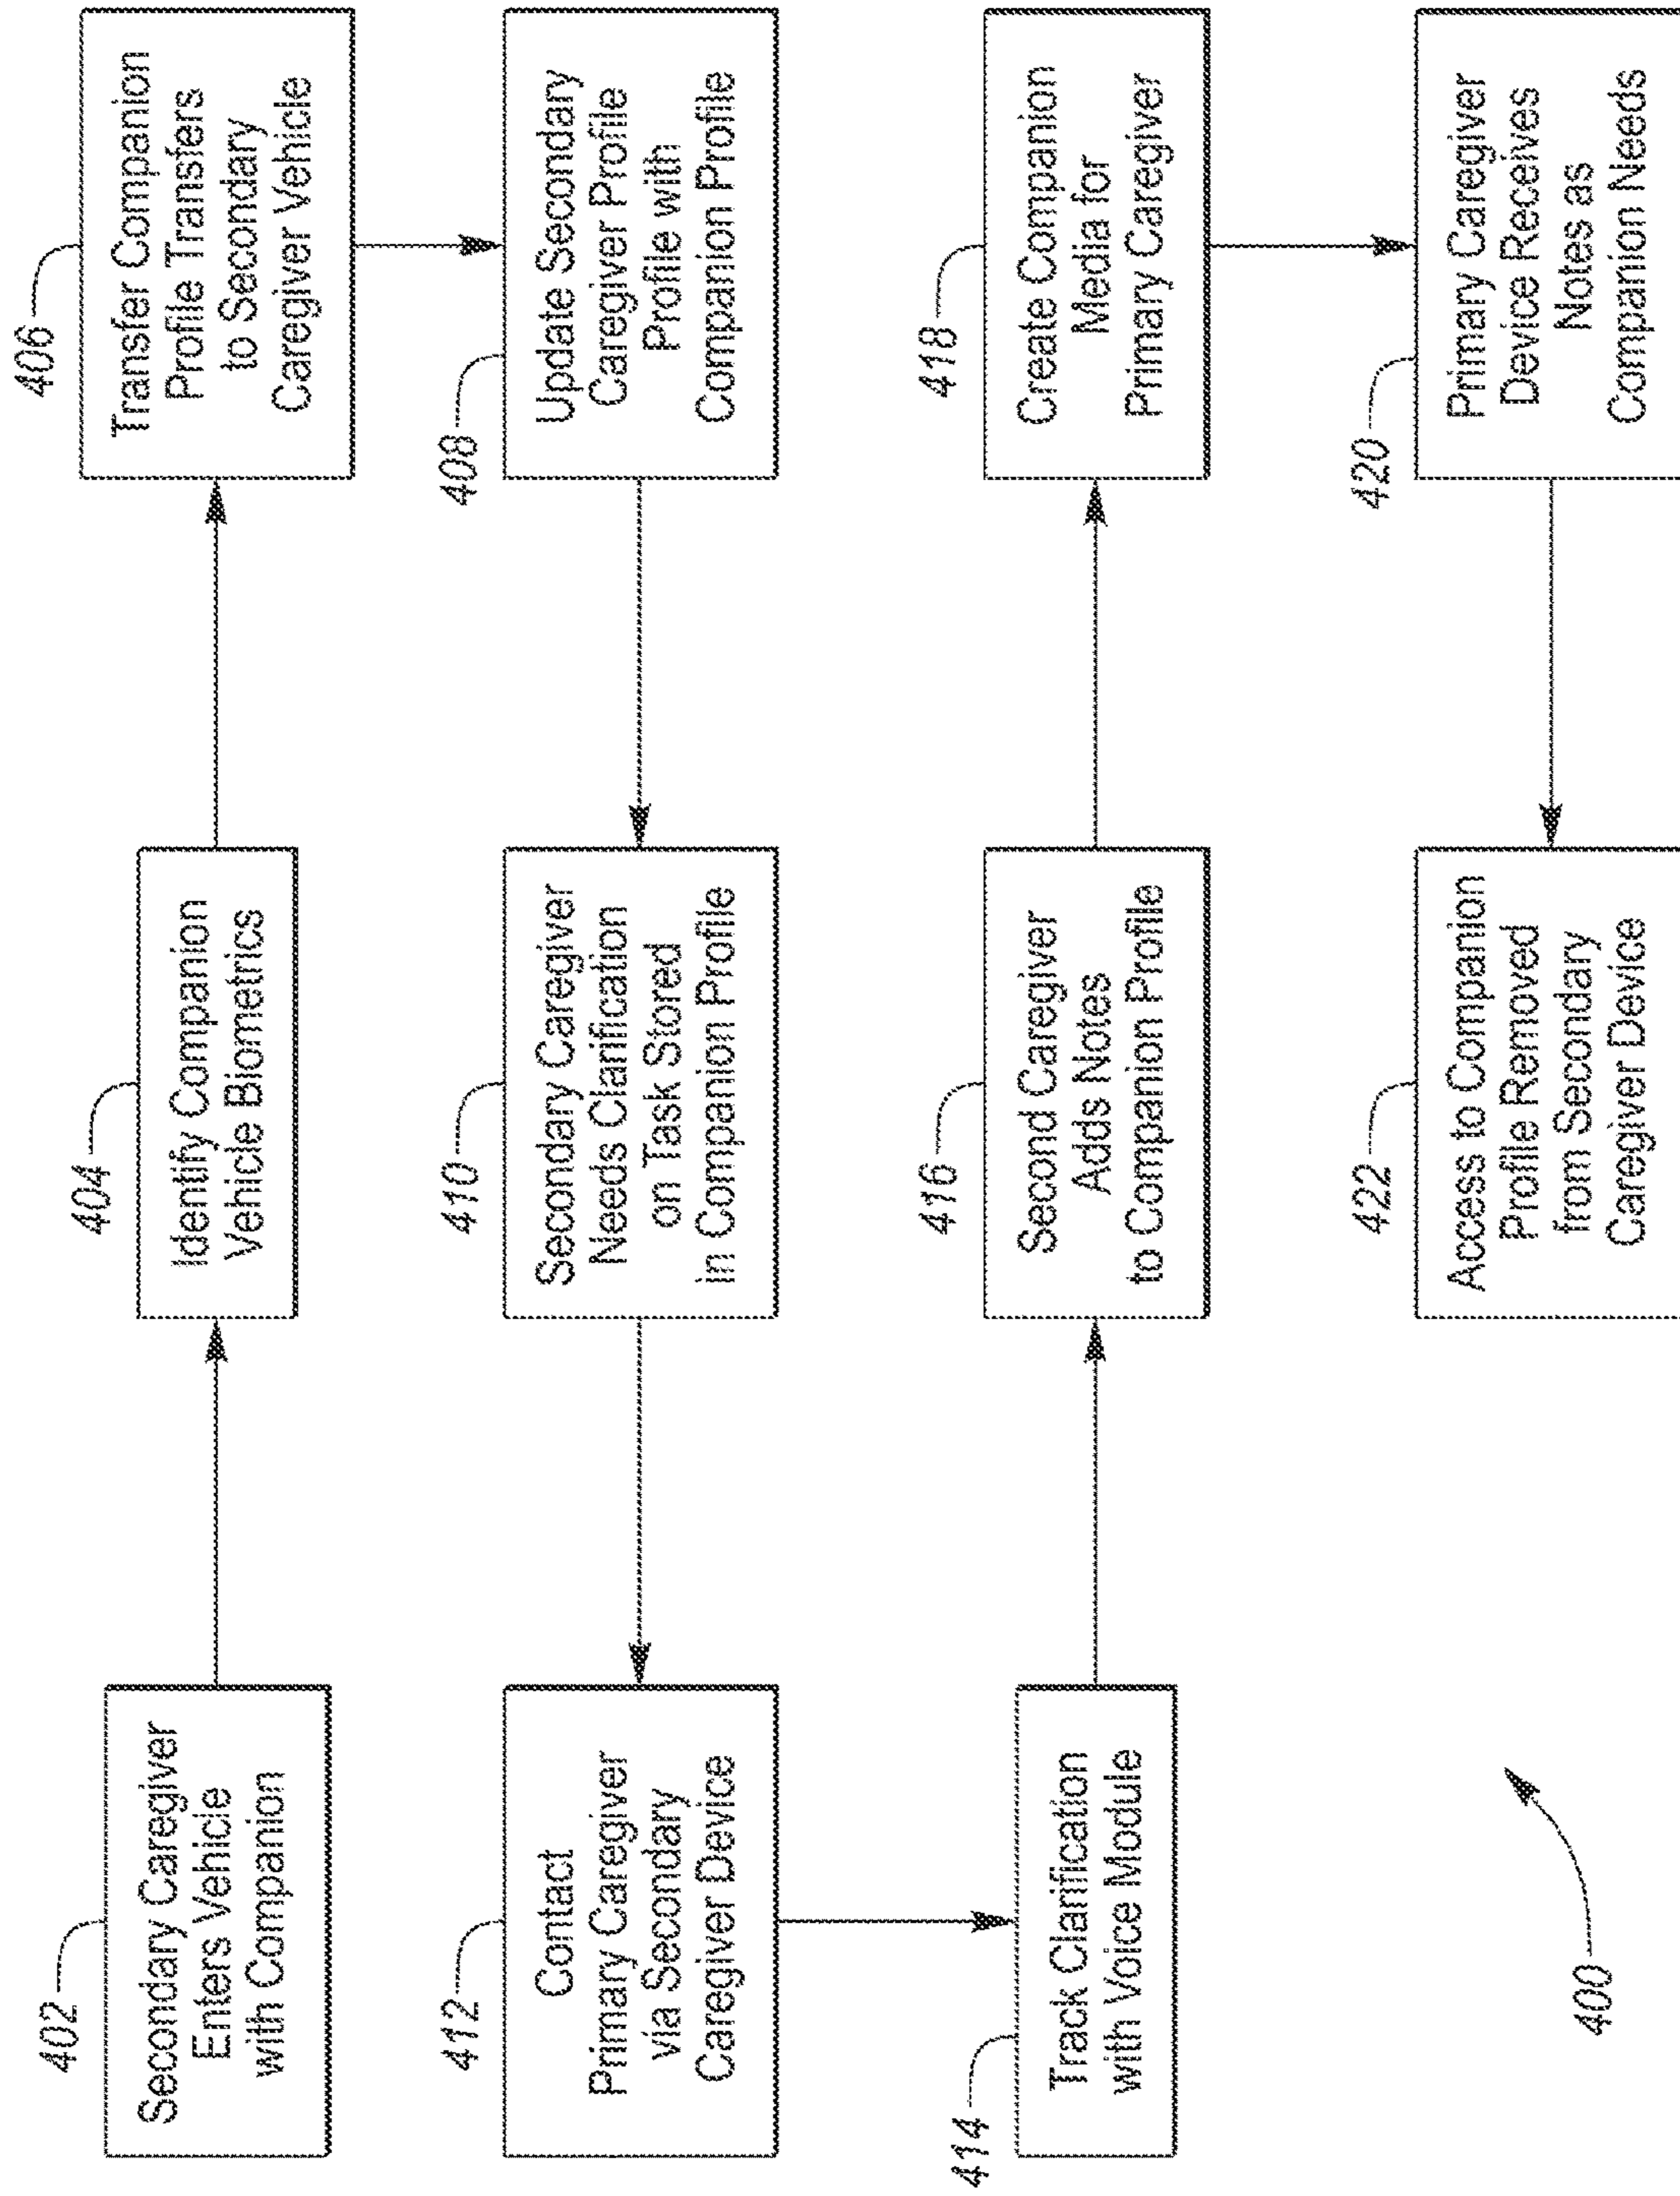 402
Secondary Caregiver
Enters Vehicle
with Companion
404
Identify Companion
Vehicle Biometrics
406
Transfer Companion
Profile Transfers
to Secondary
Caregiver Vehicle
408
Update Secondary
Caregiver Profile
Profile with
Companion Profile
410
Secondary Caregiver
Needs Clarification
on Task Stored
in Companion Profile
412
Contact
Primary Caregiver
via Secondary
Caregiver Device
414
Track Clarification
with Voice Module
416
Second Caregiver
Adds Notes
to Companion Profile
418
Create Companion
Media for
Primary Caregiver
420
Primary Caregiver
Device Receives
Notes as
Companion Needs
422
Access to Companion
Profile Removed
from Secondary
Caregiver Device
400